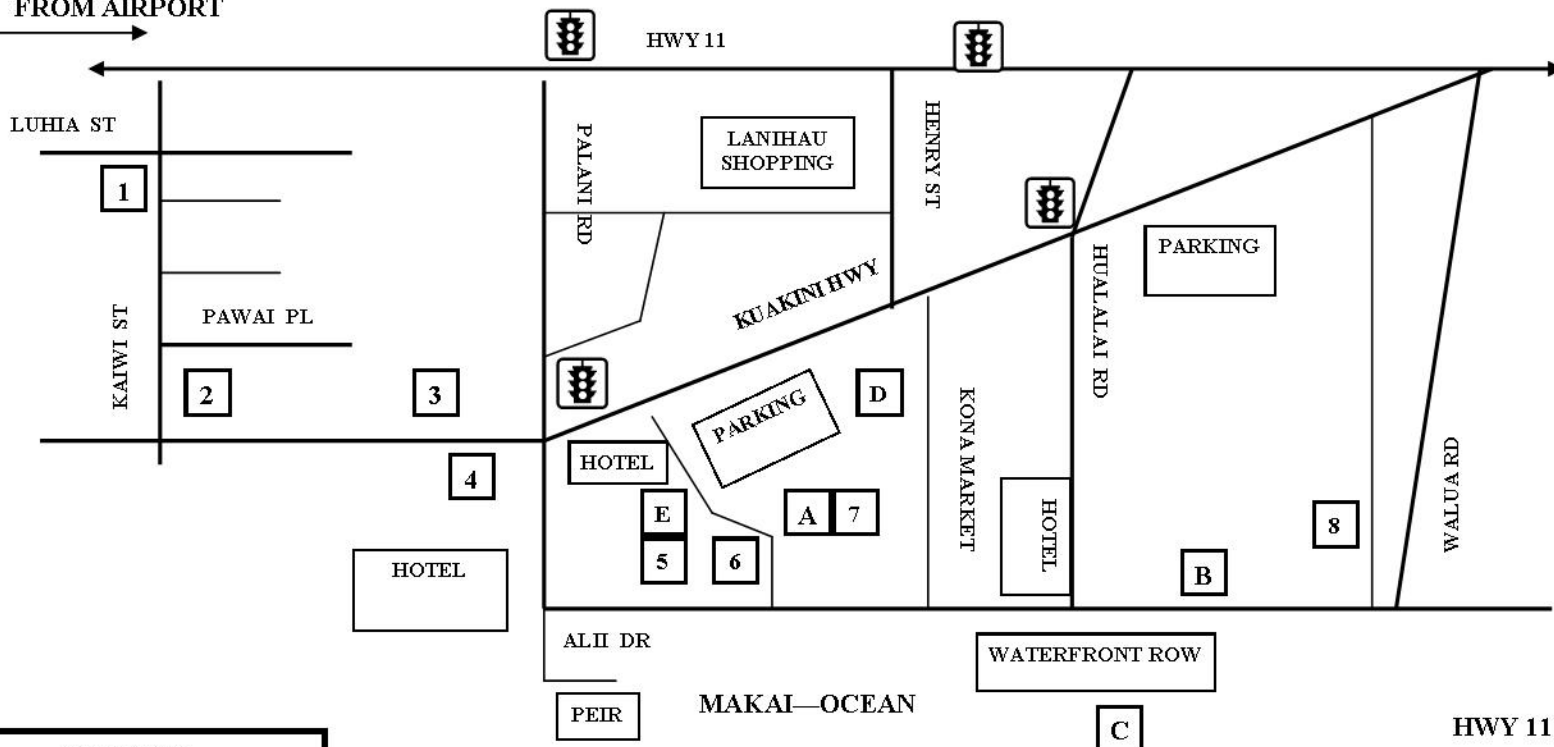 FROM AIRPORT
HWY 11
LUHIA ST
PALANI RD
LANIHAU
SHOPPING
HENRY ST
1
KUAKINI HWY
PARKING
HUALALAI RD
PAWAI PL
KAIWI ST
2
3
PARKING
D
KONA MARKET
WALUA RD
HOTEL
4
E
A
7
HOTEL
8
5
6
B
HOTEL
ALII DR
WATERFRONT ROW
MAKAI—OCEAN
PEIR
C
HWY 11